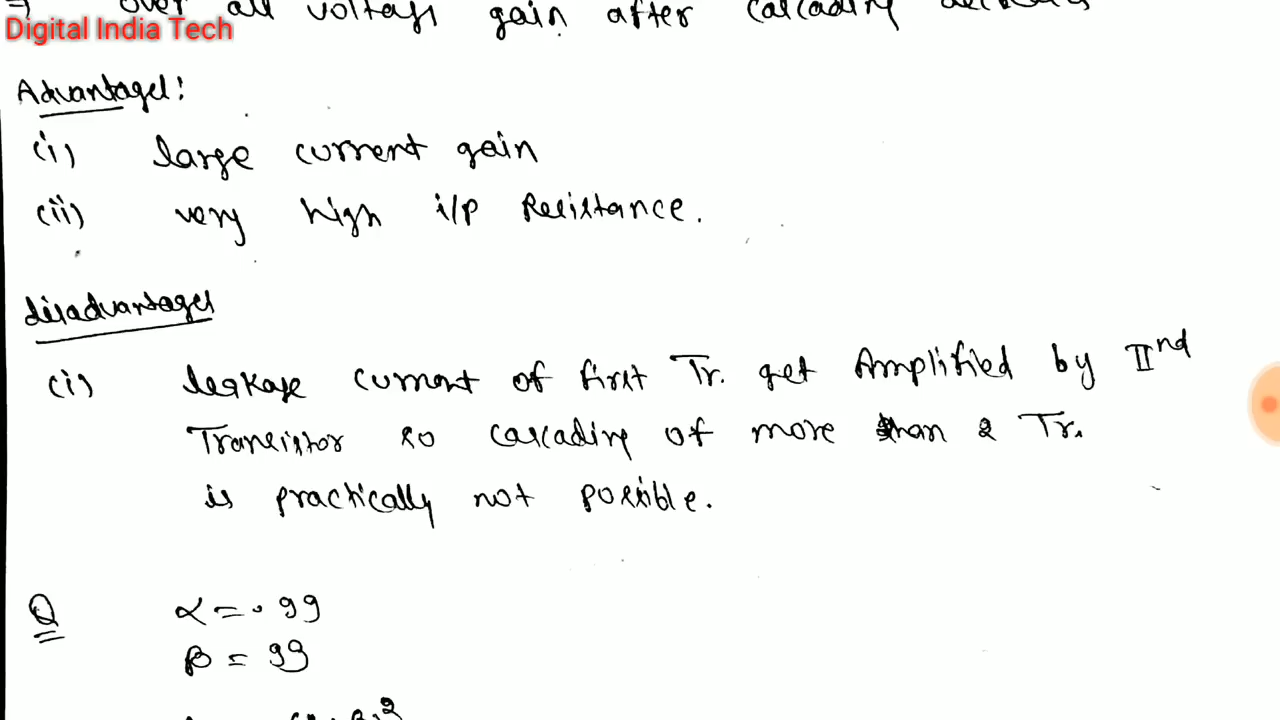 ⇒ over all voltage gain after cascading
Digital India Tech
Advantages:
(i) large current gain
(ii) very high i/p Resistance.
disadvantages
(i) leakage current of first Tr. get Amplified by IInd
Transistor so cascading of more than 2 Tr.
is practically not possible.
Q α = .99
β = 99